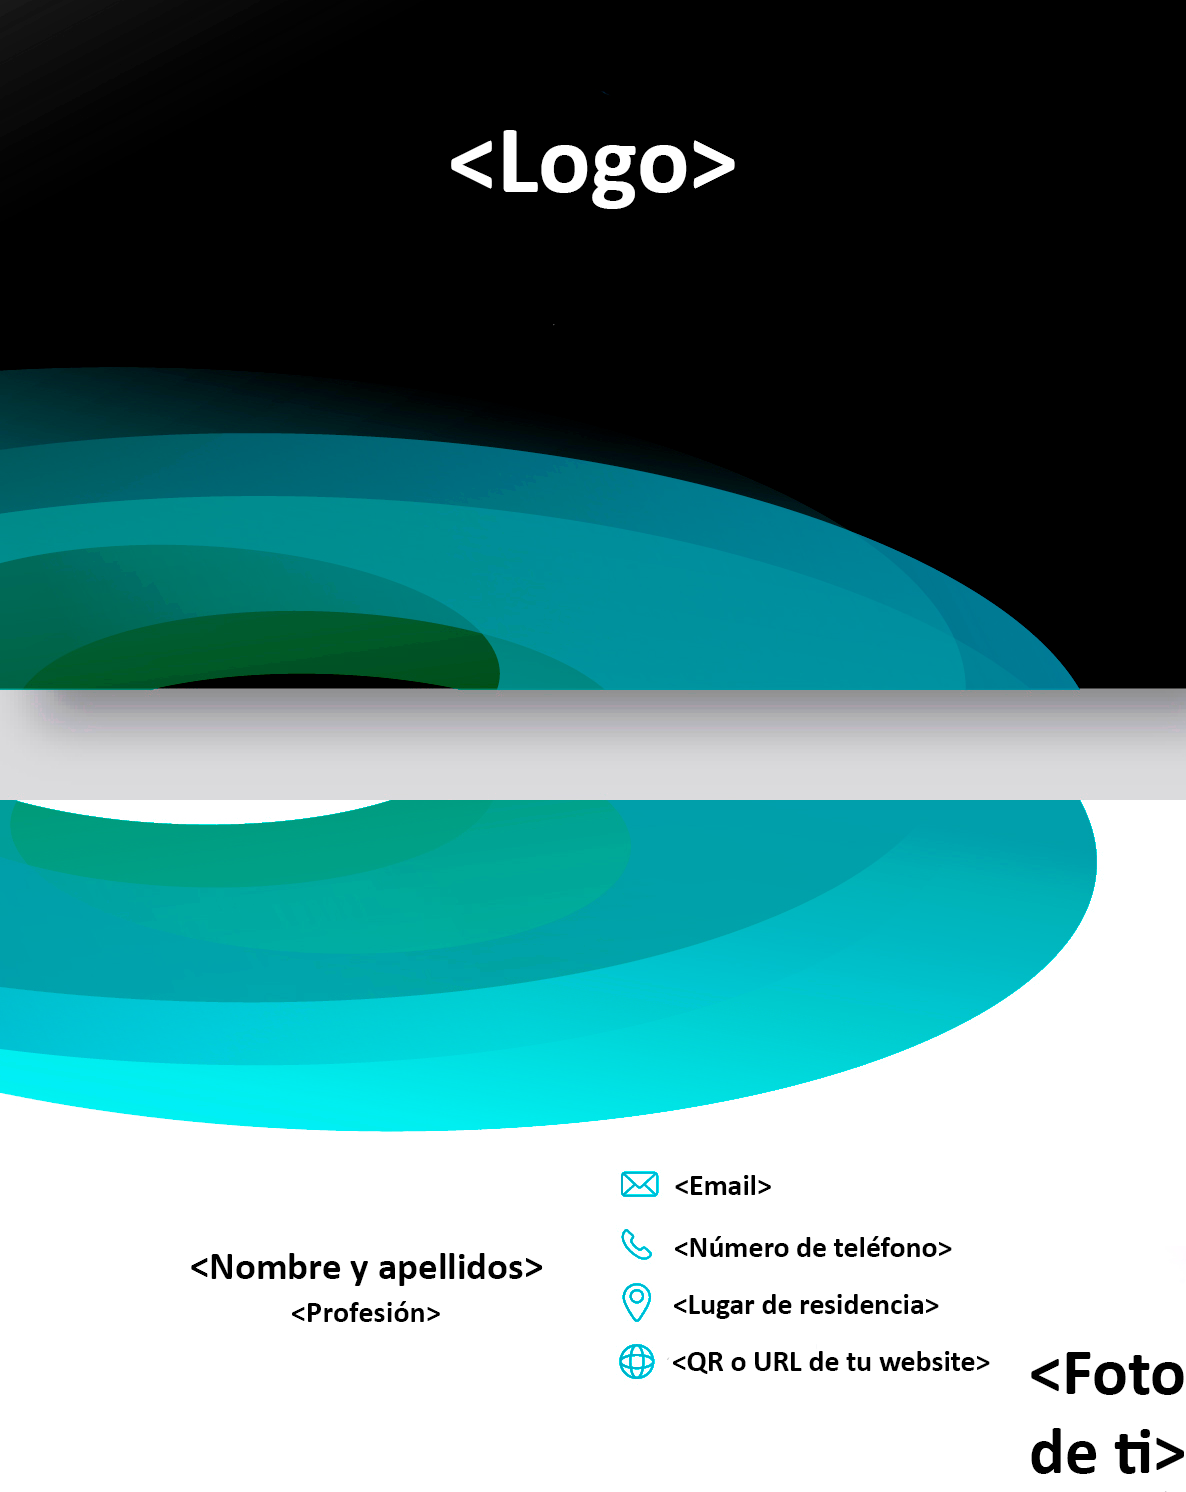 <Logo>
<Email>
<Número de teléfono>
<Nombre y apellidos>
<Profesión>
<Lugar de residencia>
<QR o URL de tu website>
<Foto
de ti>